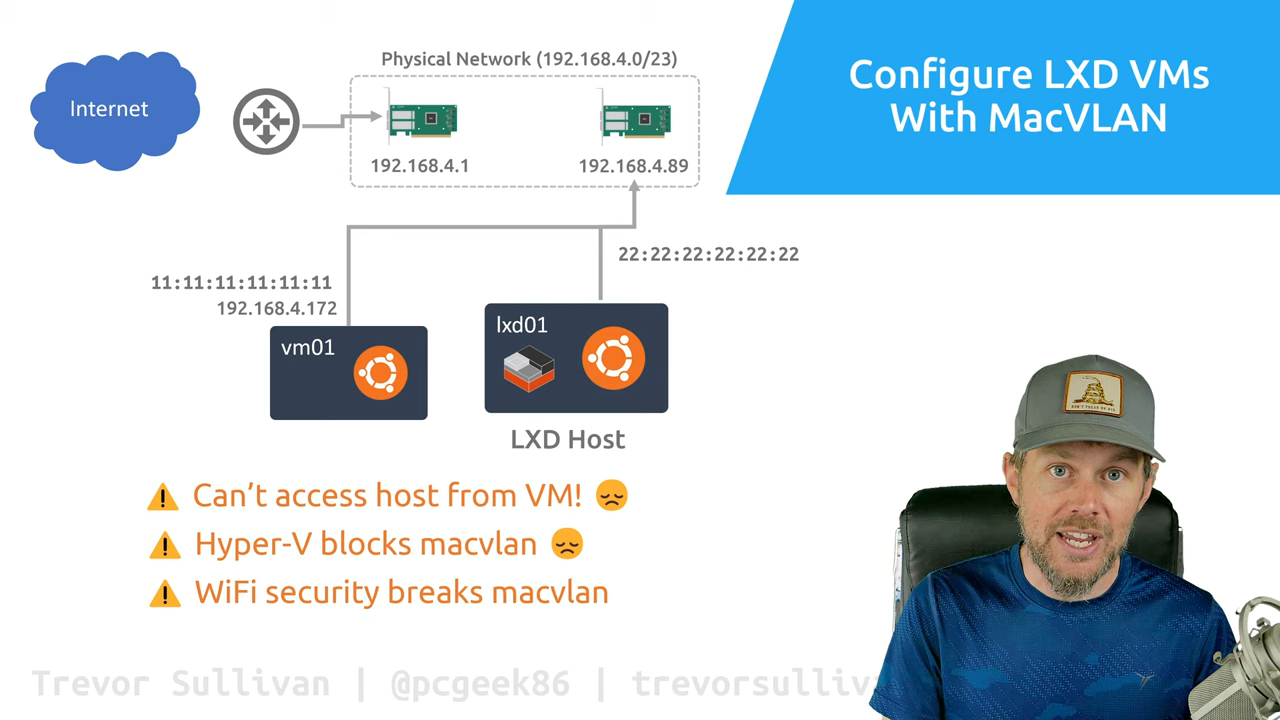 Configure LXD VMs
With MacVLAN
Physical Network (192.168.4.0/23)
Internet
192.168.4.1
192.168.4.89
22:22:22:22:22:22
11:11:11:11:11:11
192.168.4.172
vm01
lxd01
LXD Host
Can't access host from VM!
Hyper-V blocks macvlan
WiFi security breaks macvlan
Trevor Sullivan | @pcgeek86 | trevorsulliv